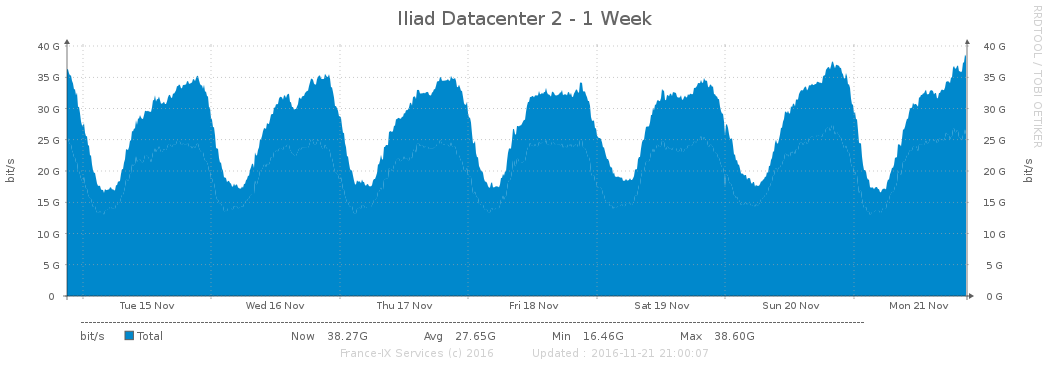 Iliad Datacenter 2 - 1 Week
RRDTOOL / TOBI OETIKER
40 G 40 G
35 G 35 G
30 G 30 G
25 G 25 G
20 G 20 G
15 G 15 G
10 G 10 G
5 G 5 G
0 0 G
bit/s bit/s
Tue 15 Nov Wed 16 Nov Thu 17 Nov Fri 18 Nov Sat 19 Nov Sun 20 Nov Mon 21 Nov
bit/s Total Now 38.27G Avg 27.65G Min 16.46G Max 38.60G
France-IX Services (c) 2016 Updated : 2016-11-21 21:00:07